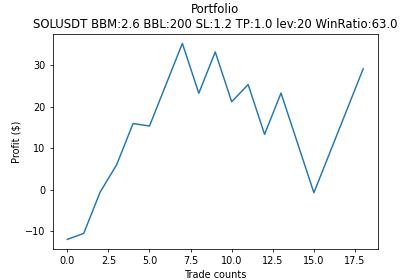 Portfolio
SOLUSDT BBM:2.6 BBL:200 SL:1.2 TP:1.0 lev:20 WinRatio:63.0
30
20
10
0
−10
Profit ($)
0.0 2.5 5.0 7.5 10.0 12.5 15.0 17.5
Trade counts